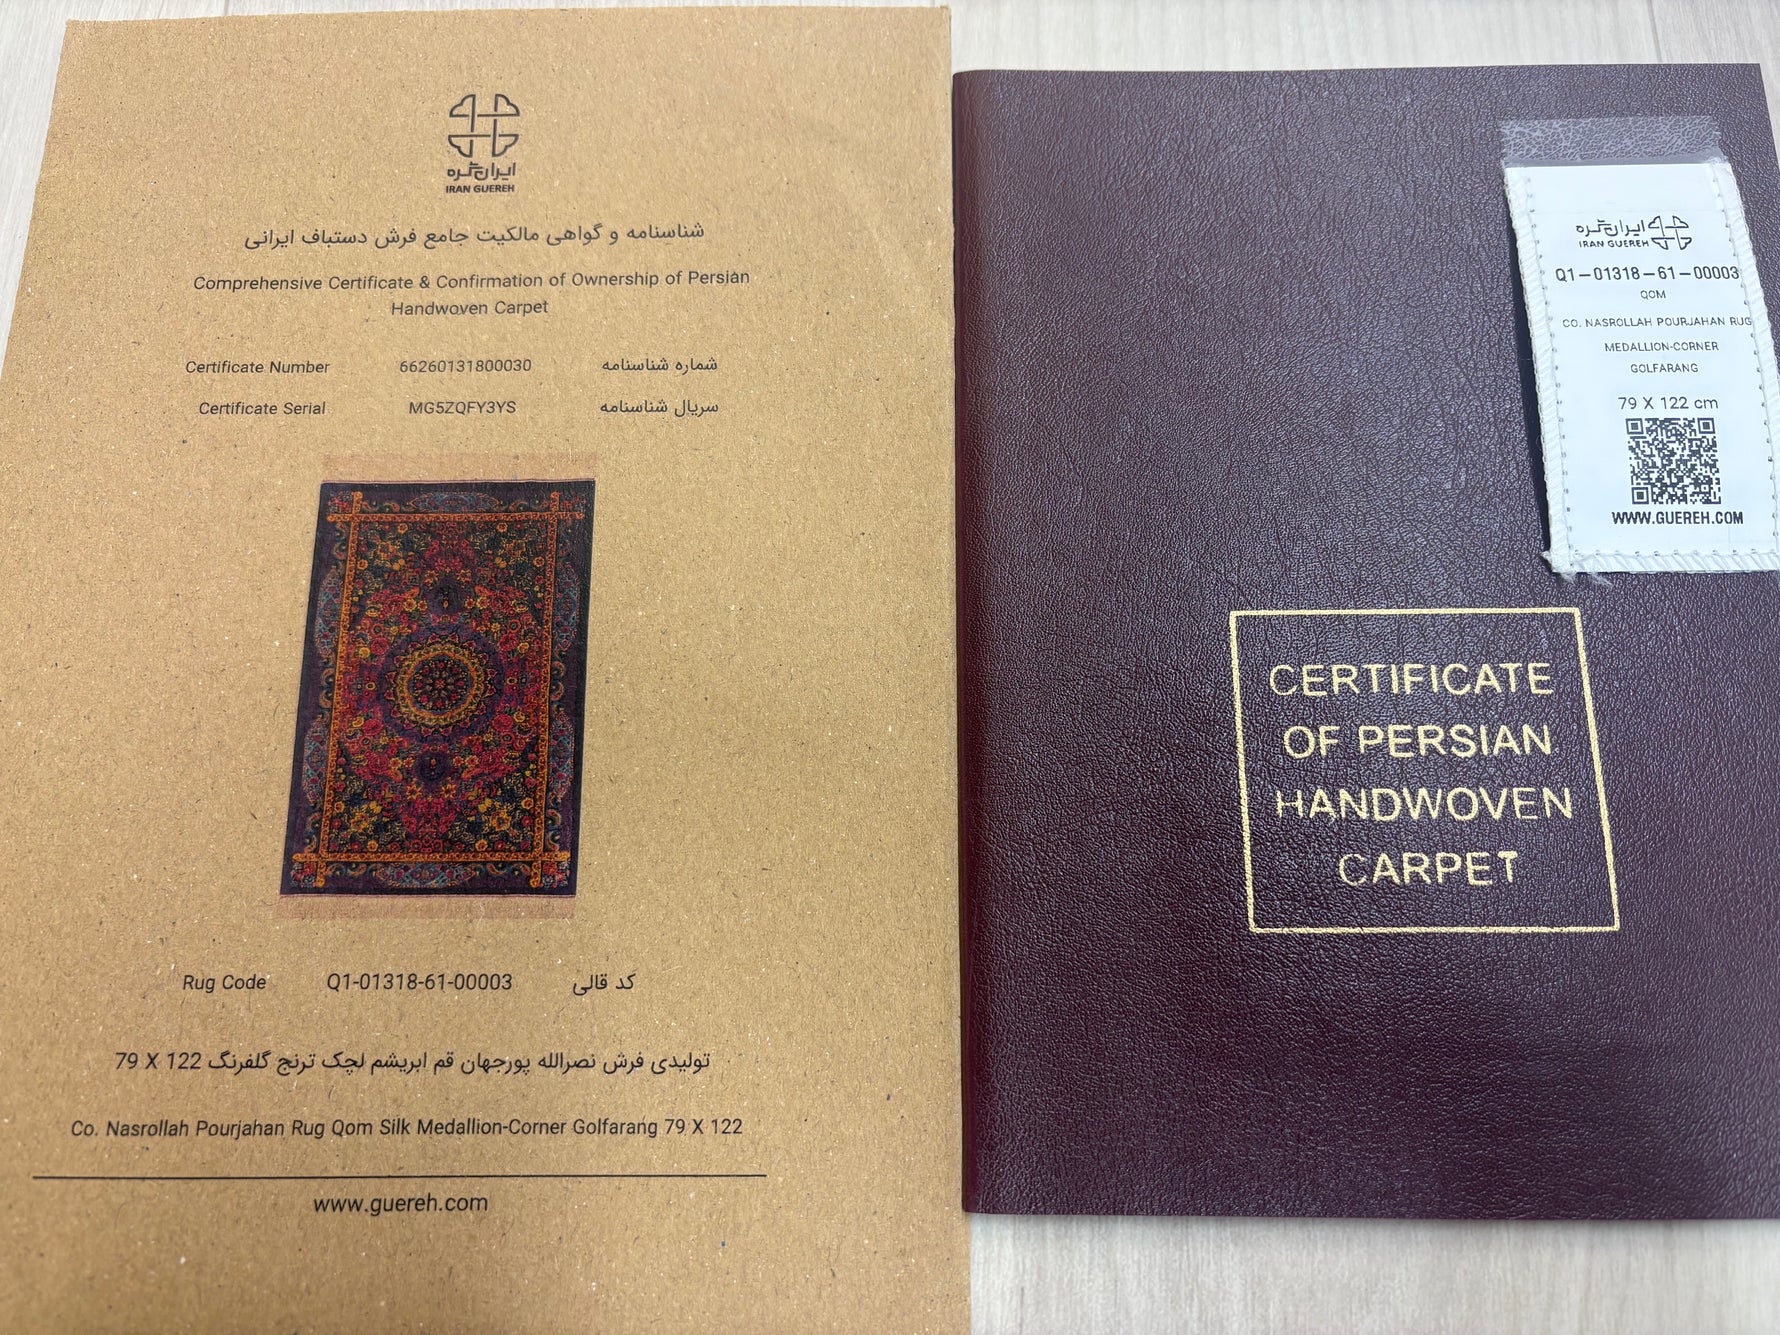 ایران گره
IRAN GUEREH
شناسنامه و گواهی مالکیت جامع فرش دستباف ایرانی
Comprehensive Certificate & Confirmation of Ownership of Persian
Handwoven Carpet
Certificate Number 66260131800030 شماره شناسنامه
Certificate Serial MG5ZQFY3YS سریال شناسنامه
Rug Code Q1-01318-61-00003 کد قالی
تولیدی فرش نصرالله پورجهان قم ابریشم لچک ترنج گلفرنگ 122 X 79
Co. Nasrollah Pourjahan Rug Qom Silk Medallion-Corner Golfarang 79 X 122
www.guereh.com
ایران گره
IRAN GUEREH
Q1-01318-61-00003
QOM
CO. NASROLLAH POURJAHAN RUG
MEDALLION-CORNER
GOLFARANG
79 X 122 cm
WWW.GUEREH.COM
CERTIFICATE
OF PERSIAN
HANDWOVEN
CARPET